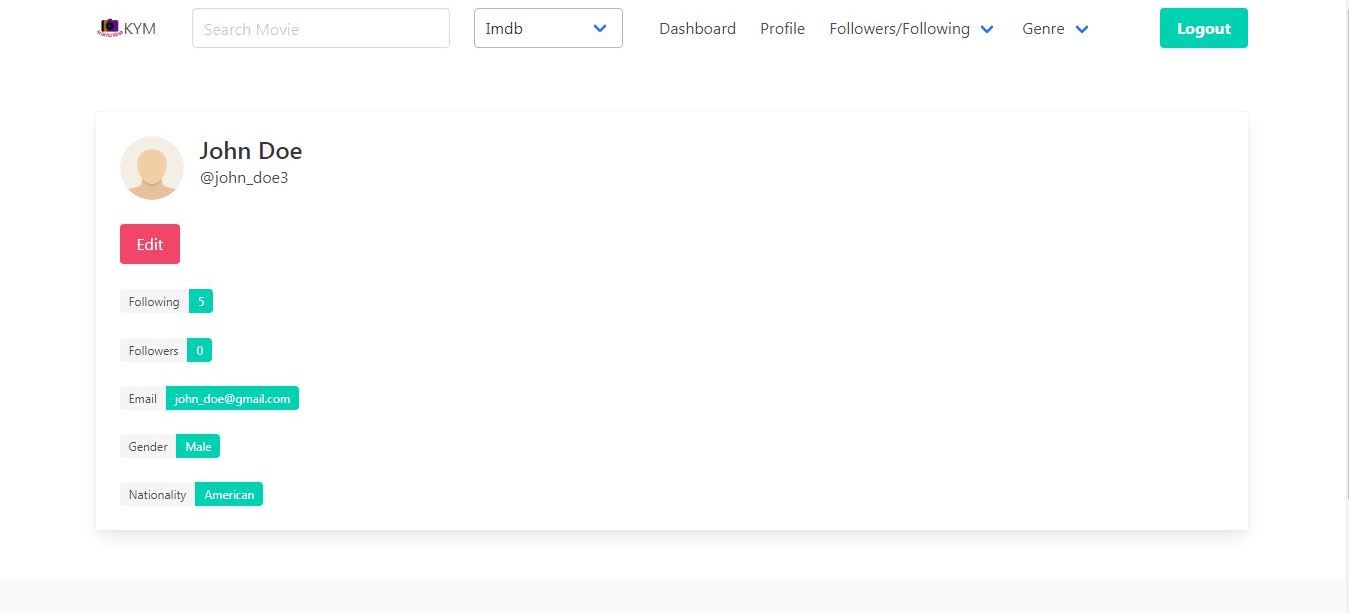 KYM Search Movie Imdb Dashboard Profile Followers/Following Genre Logout
John Doe
@john_doe3
Edit
Following 5
Followers 0
Email john_doe@gmail.com
Gender Male
Nationality American